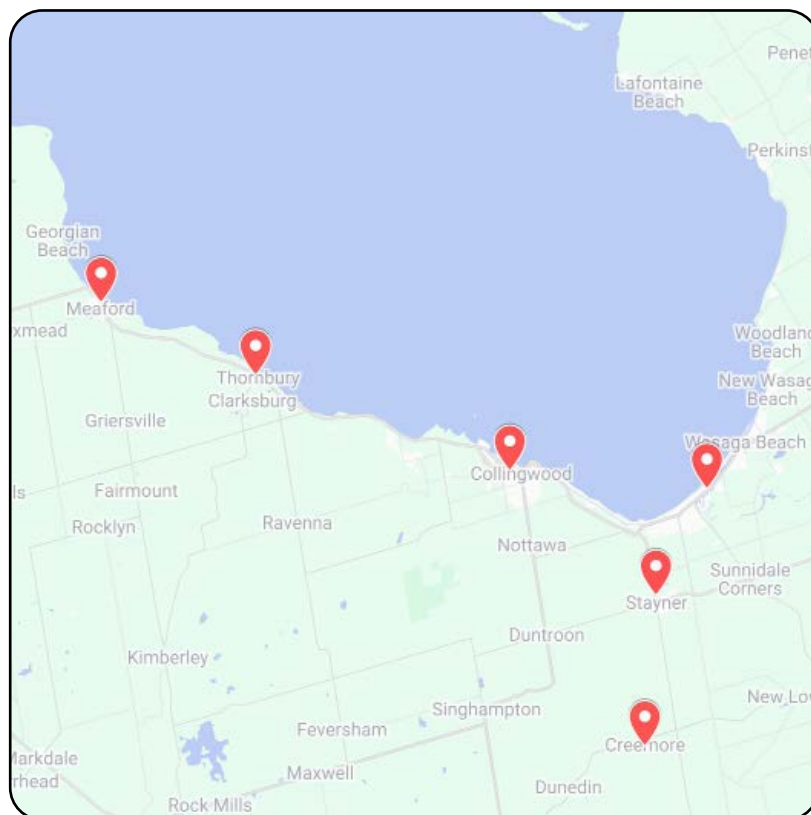 Penet
Lafontaine
Beach
Perkinsf
Georgian
Beach
Meaford
xmead
Woodland
Beach
Thornbury
Clarksburg
New Wasag
Beach
Griersville
Wasaga Beach
Collingwood
ls
Fairmount
Rocklyn
Ravenna
Nottawa
Sunnidale
Corners
Stayner
Duntroon
Kimberley
New Low
Singhampton
Feversham
Creemore
Markdale
rhead
Maxwell
Dunedin
Rock Mills